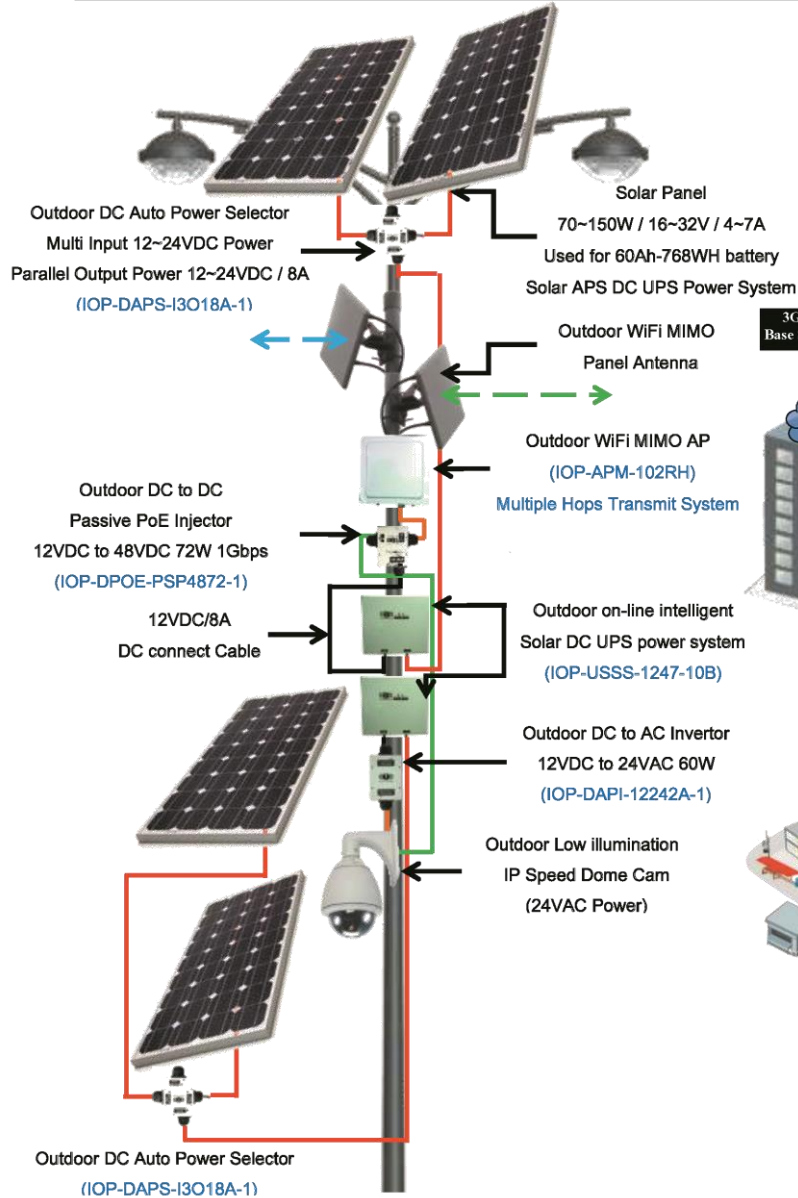 Outdoor DC Auto Power Selector
Multi Input 12~24VDC Power
Parallel Output Power 12~24VDC / 8A
(IOP-DAPS-I3O18A-1)
Solar Panel
70~150W / 16~32V / 4~7A
Used for 60Ah-768WH battery
Solar APS DC UPS Power System
3G
Base
Outdoor WiFi MIMO
Panel Antenna
Outdoor WiFi MIMO AP
(IOP-APM-102RH)
Multiple Hops Transmit System
Outdoor DC to DC
Passive PoE Injector
12VDC to 48VDC 72W 1Gbps
(IOP-DPOE-PSP4872-1)
12VDC/8A
DC connect Cable
Outdoor on-line intelligent
Solar DC UPS power system
(IOP-USSS-1247-10B)
Outdoor DC to AC Invertor
12VDC to 24VAC 60W
(IOP-DAPI-12242A-1)
Outdoor Low illumination
IP Speed Dome Cam
(24VAC Power)
Outdoor DC Auto Power Selector
(IOP-DAPS-I3O18A-1)